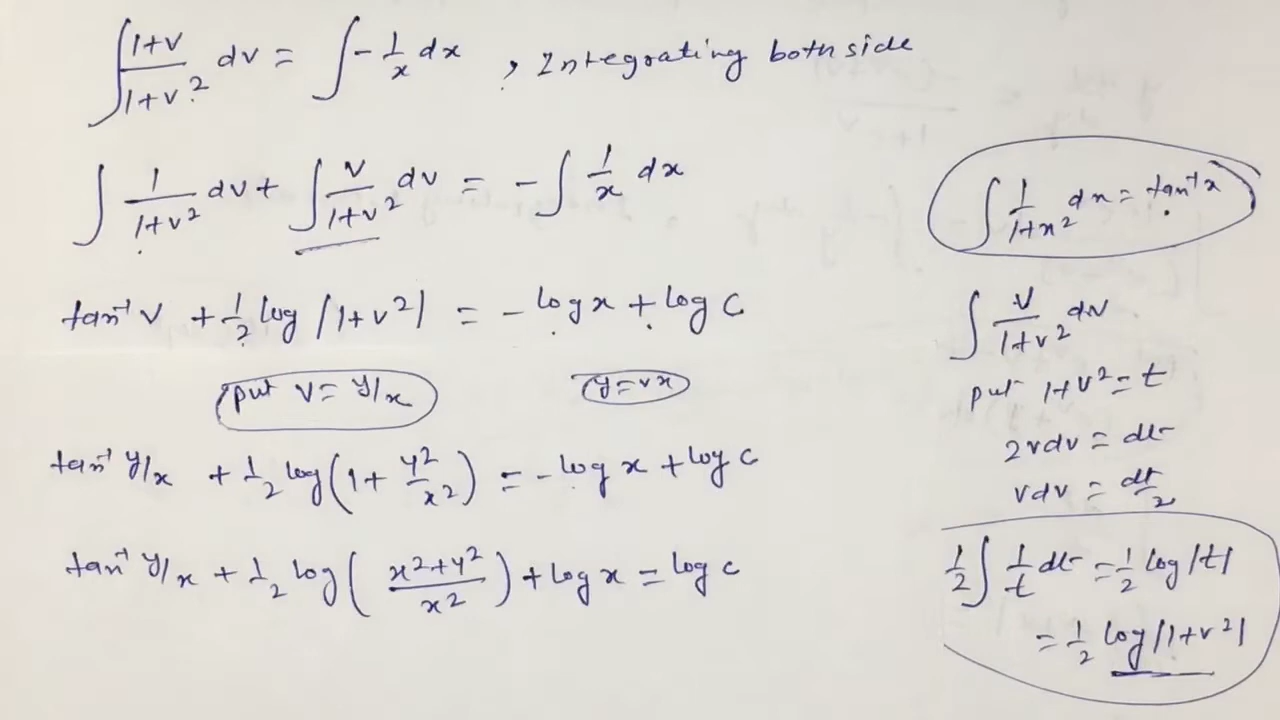 ∫ (1+v)/(1+v²) dv = ∫ -1/x dx , Integrating both side
∫ 1/(1+v²) dv + ∫ v/(1+v²) dv = - ∫ 1/x dx
tan⁻¹ v + 1/2 log |1+v²| = - log x + log c
put v = y/x
y = vx
tan⁻¹ y/x + 1/2 log (1 + y²/x²) = - log x + log c
tan⁻¹ y/x + 1/2 log ( (x²+y²)/x² ) + log x = log c
∫ 1/(1+x²) dx = tan⁻¹ x
∫ v/(1+v²) dv
put 1+v² = t
2vdv = dt
vdv = dt/2
1/2 ∫ 1/t dt = 1/2 log |t|
= 1/2 log |1+v²|